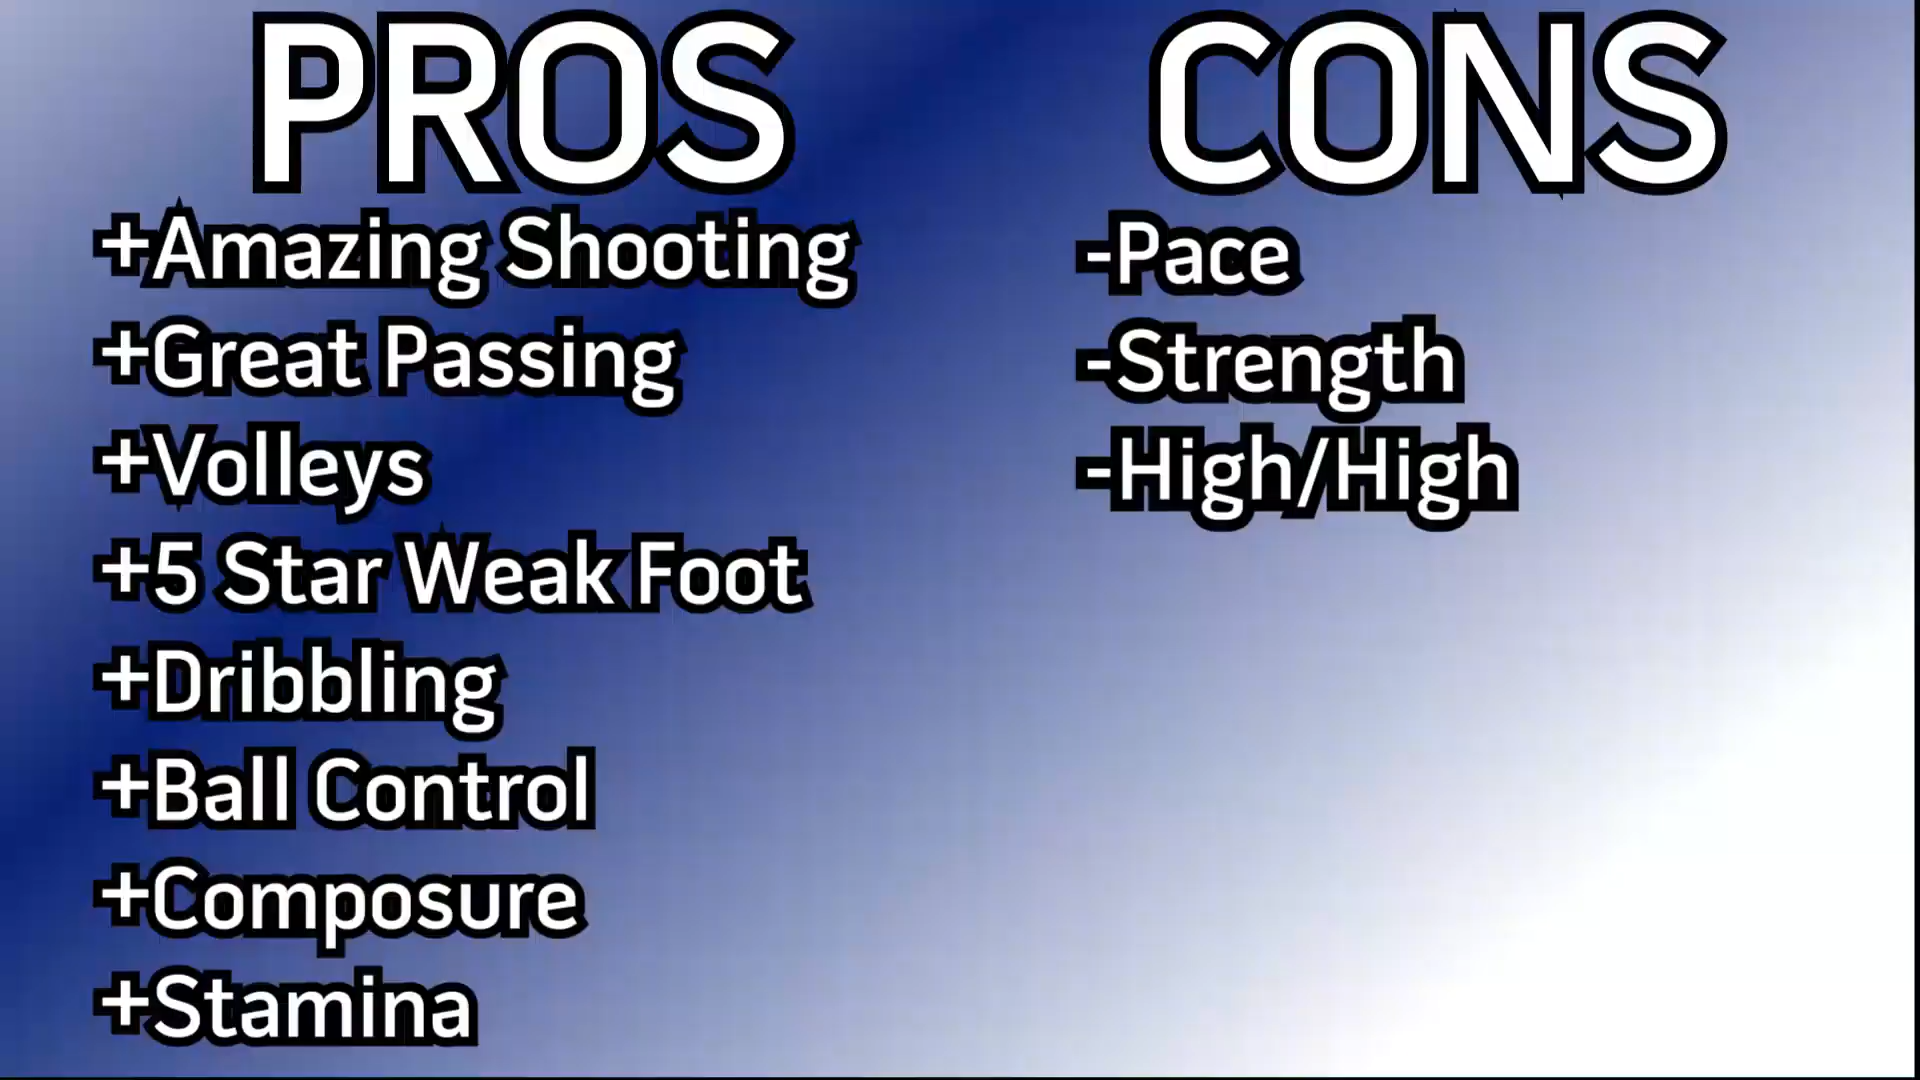 PROS
+Amazing Shooting
+Great Passing
+Volleys
+5 Star Weak Foot
+Dribbling
+Ball Control
+Composure
+Stamina
CONS
-Pace
-Strength
-High/High